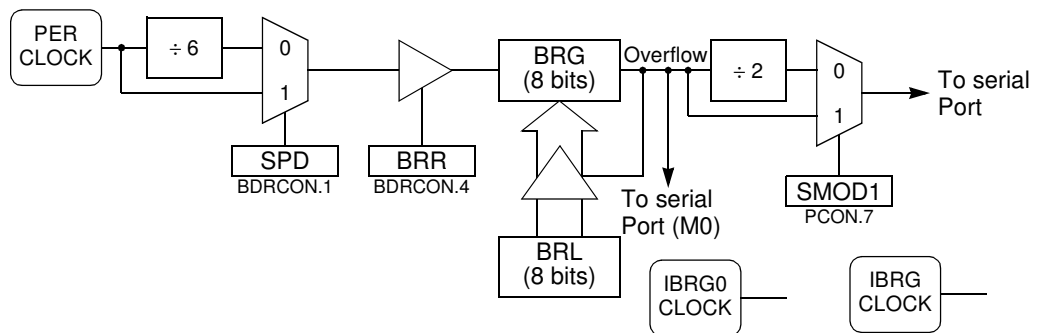 PER
CLOCK
÷ 6
0
1
SPD
BDRCON.1
BRR
BDRCON.4
BRG
(8 bits)
Overflow
÷ 2
0
1
To serial
Port
SMOD1
PCON.7
To serial
Port (M0)
BRL
(8 bits)
IBRG0
CLOCK
IBRG
CLOCK